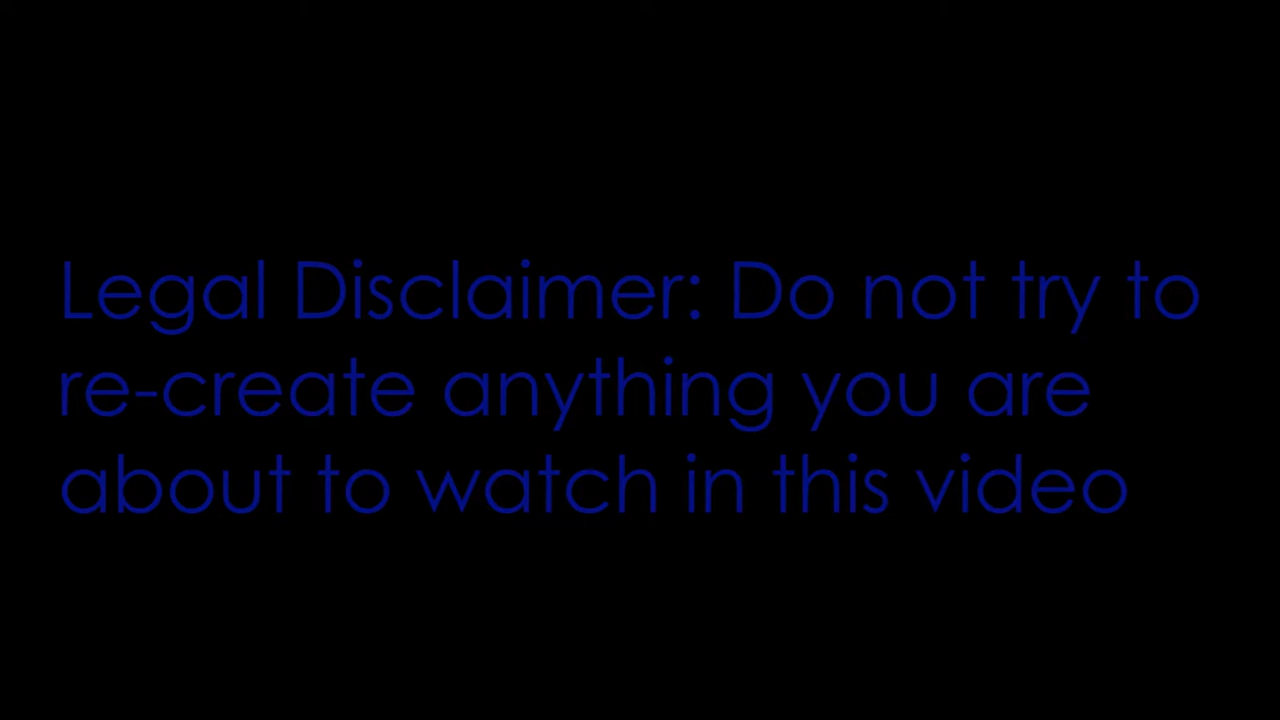 Legal Disclaimer: Do not try to
re-create anything you are
about to watch in this video